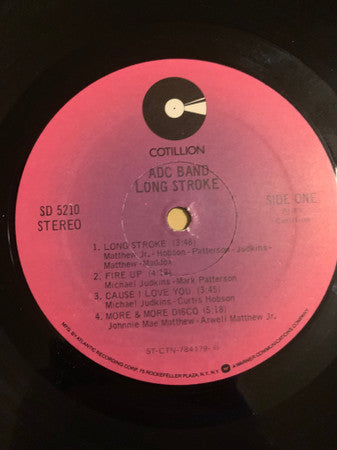 COTILLION
ADC BAND
LONG STROKE
SD 5210
STEREO
SIDE ONE
1. LONG STROKE (3:46)
Matthew Jr.-Hobson-Patterson-Judkins-
Matthew-Maddox
2. FIRE UP (4:19)
Michael Judkins-Mark Patterson
3. CAUSE I LOVE YOU (3:45)
Michael Judkins-Curtis Hobson
4. MORE & MORE DISCO (5:18)
Johnnie Mae Matthew-Arwell Matthew Jr.
ST-CTN-784179-
MFG. BY ATLANTIC RECORDING CORP. 75 ROCKEFELLER PLAZA, N.Y., N.Y. A WARNER COMMUNICATIONS COMPANY